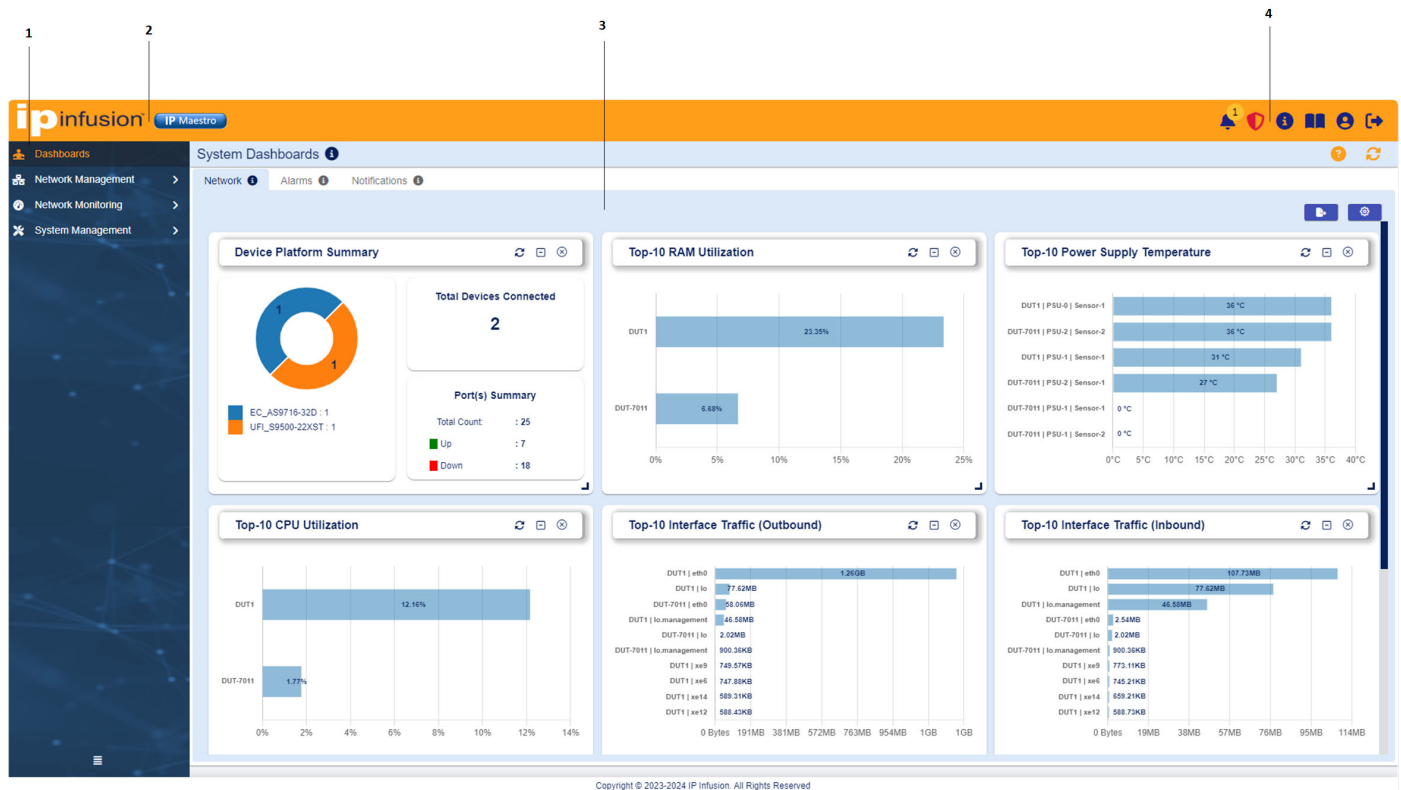 1 2 3 4
ip infusion™ IP Maestro 1
Dashboards
Network Management
Network Monitoring
System Management
System Dashboards
Network Alarms Notifications
Device Platform Summary
1
1
EC_AS9716-32D : 1
UFI_S9500-22XST : 1
Total Devices Connected
2
Port(s) Summary
Total Count: : 25
Up : 7
Down : 18
Top-10 RAM Utilization
DUT1 23.35%
DUT-7011 6.68%
0% 5% 10% 15% 20% 25%
Top-10 Power Supply Temperature
DUT1 | PSU-0 | Sensor-1 36 °C
DUT-7011 | PSU-2 | Sensor-2 36 °C
DUT1 | PSU-1 | Sensor-1 31 °C
DUT-7011 | PSU-2 | Sensor-1 27 °C
DUT-7011 | PSU-1 | Sensor-1 0 °C
DUT-7011 | PSU-1 | Sensor-2 0 °C
0°C 5°C 10°C 15°C 20°C 25°C 30°C 35°C 40°C
Top-10 CPU Utilization
DUT1 12.16%
DUT-7011 1.77%
0% 2% 4% 6% 8% 10% 12% 14%
Top-10 Interface Traffic (Outbound)
DUT1 | eth0 1.26GB
DUT1 | lo 77.62MB
DUT-7011 | eth0 58.06MB
DUT1 | lo.management 46.58MB
DUT-7011 | lo 2.02MB
DUT-7011 | lo.management 900.36KB
DUT1 | xe9 749.57KB
DUT1 | xe6 747.88KB
DUT1 | xe14 589.31KB
DUT1 | xe12 588.43KB
0 Bytes 191MB 381MB 572MB 763MB 954MB 1GB 1GB
Top-10 Interface Traffic (Inbound)
DUT1 | eth0 107.73MB
DUT1 | lo 77.62MB
DUT1 | lo.management 46.58MB
DUT-7011 | eth0 2.54MB
DUT-7011 | lo 2.02MB
DUT-7011 | lo.management 900.36KB
DUT1 | xe9 773.11KB
DUT1 | xe6 745.21KB
DUT1 | xe14 659.21KB
DUT1 | xe12 588.73KB
0 Bytes 19MB 38MB 57MB 76MB 95MB 114MB
Copyright © 2023-2024 IP Infusion. All Rights Reserved